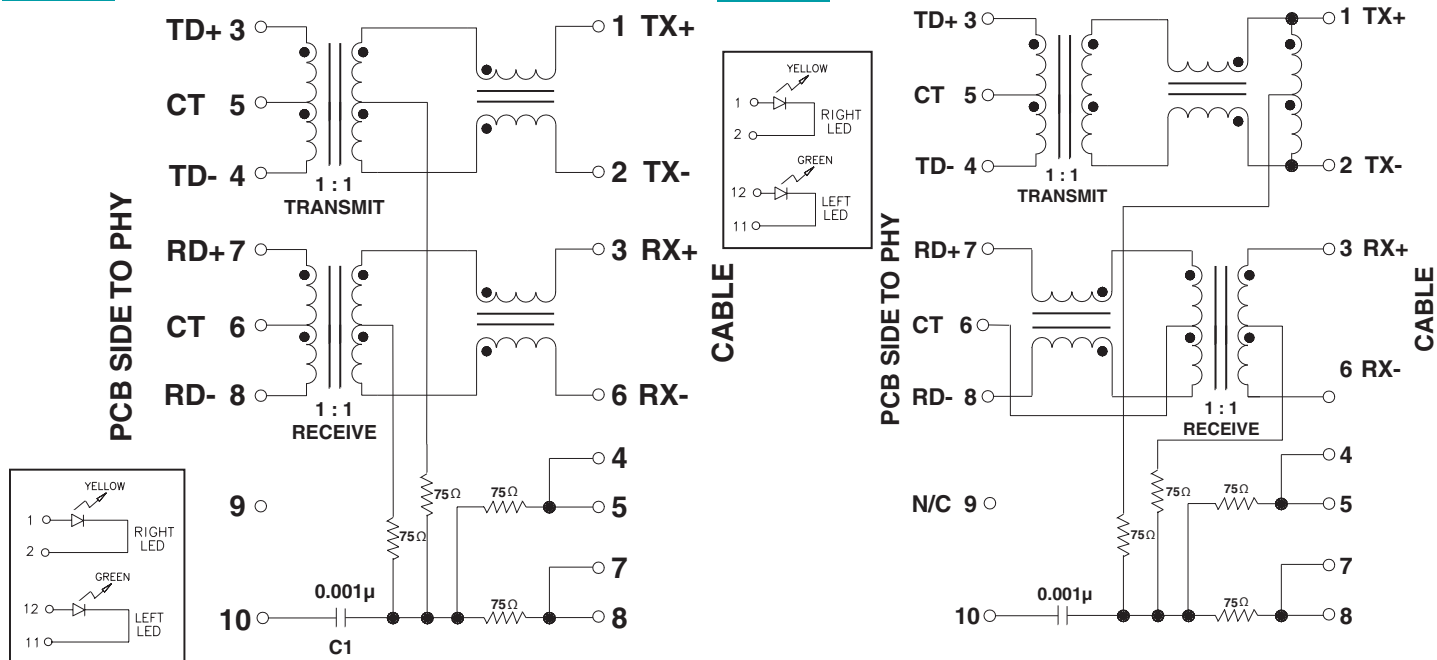 TD+ 3
1 TX+
CT 5
TD- 4
2 TX-
1 : 1
TRANSMIT
PCB SIDE TO PHY
RD+ 7
3 RX+
CT 6
RD- 8
6 RX-
1 : 1
RECEIVE
CABLE
4
9
75Ω
75Ω
75Ω
5
7
0.001µ
75Ω
10
8
C1
YELLOW
1
RIGHT
LED
2
GREEN
12
LEFT
LED
11
YELLOW
1
RIGHT
LED
2
GREEN
12
LEFT
LED
11
TD+ 3
1 TX+
CT 5
TD- 4
2 TX-
1 : 1
TRANSMIT
PCB SIDE TO PHY
RD+ 7
3 RX+
CT 6
6 RX-
RD- 8
1 : 1
RECEIVE
CABLE
4
N/C 9
75Ω
75Ω
75Ω
5
7
0.001µ
75Ω
10
8